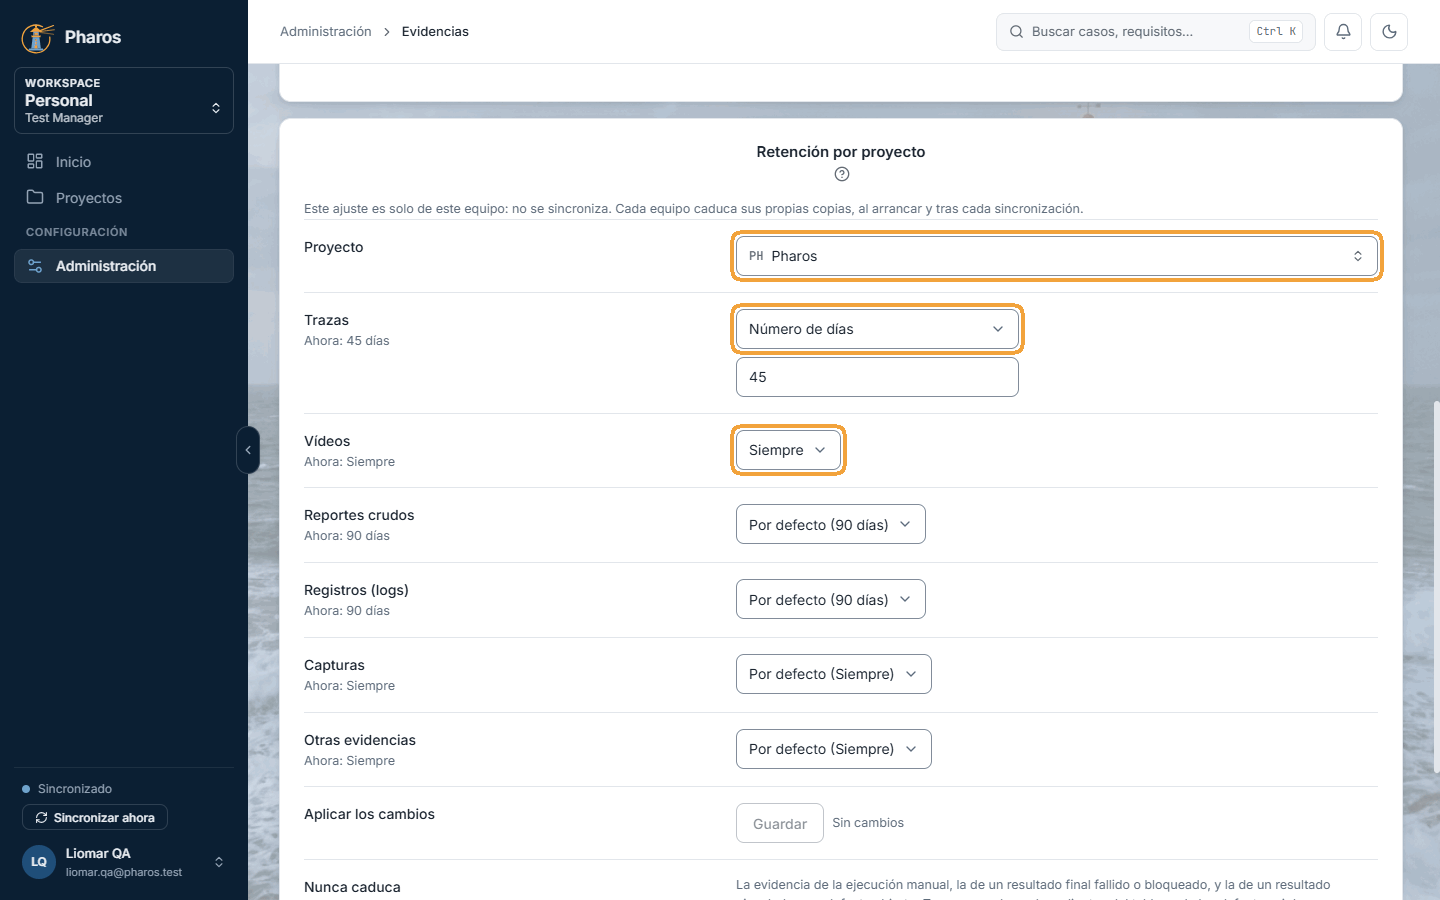 Pharos
WORKSPACE
Personal
Test Manager
Inicio
Proyectos
CONFIGURACIÓN
Administración
Sincronizado
Sincronizar ahora
LQ
Liomar QA
liomar.qa@pharos.test
Administración > Evidencias
Buscar casos, requisitos...
Ctrl K
Retención por proyecto
?
Este ajuste es solo de este equipo: no se sincroniza. Cada equipo caduca sus propias copias, al arrancar y tras cada sincronización.
Proyecto
PH Pharos
Trazas
Ahora: 45 días
Número de días
45
Vídeos
Ahora: Siempre
Siempre
Reportes crudos
Ahora: 90 días
Por defecto (90 días)
Registros (logs)
Ahora: 90 días
Por defecto (90 días)
Capturas
Ahora: Siempre
Por defecto (Siempre)
Otras evidencias
Ahora: Siempre
Por defecto (Siempre)
Aplicar los cambios
Guardar
Sin cambios
Nunca caduca
La evidencia de la ejecución manual, la de un resultado final fallido o bloqueado, y la de un resultado